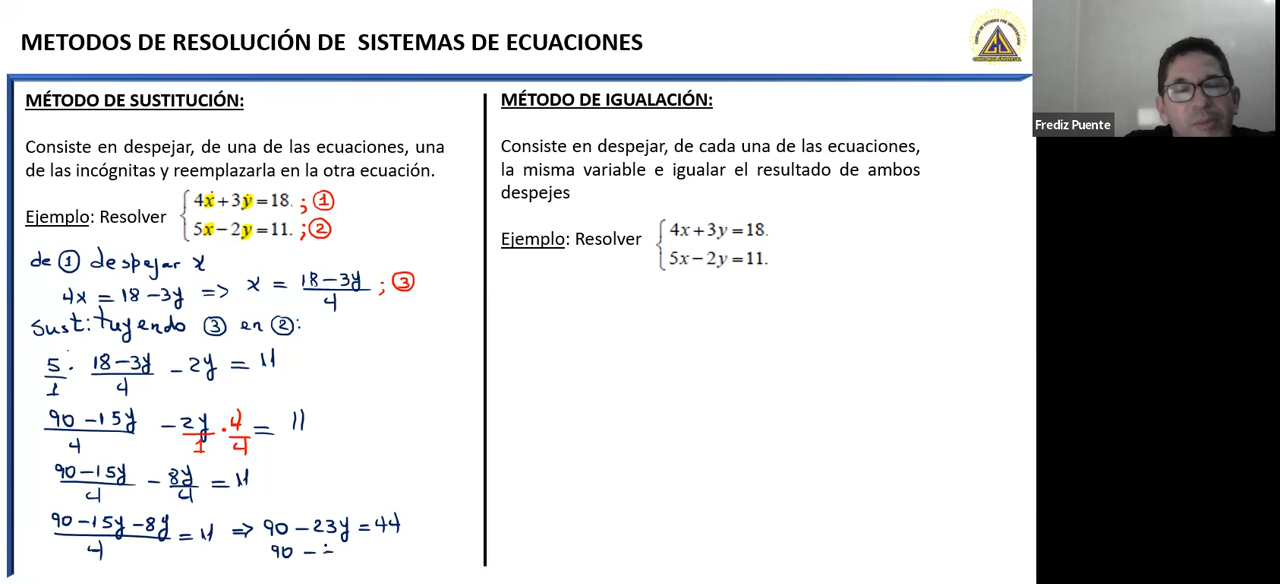 METODOS DE RESOLUCIÓN DE SISTEMAS DE ECUACIONES
MÉTODO DE SUSTITUCIÓN:
Consiste en despejar, de una de las ecuaciones, una
de las incógnitas y reemplazarla en la otra ecuación.
4x+3y=18. ; ①
Ejemplo: Resolver
5x−2y=11. ; ②
de ① despejar x
4x = 18 −3y => x = (18−3y)/4 ; ③
Sustituyendo ③ en ②:
5/1 · (18−3y)/4 − 2y = 11
(90 −15y)/4 − 2y/1 · 4/4 = 11
(90−15y)/4 − 8y/4 = 11
(90−15y−8y)/4 = 11 => 90 − 23y = 44
90 −
MÉTODO DE IGUALACIÓN:
Consiste en despejar, de cada una de las ecuaciones,
la misma variable e igualar el resultado de ambos
despejes
4x+3y=18.
Ejemplo: Resolver
5x−2y=11.
Frediz Puente